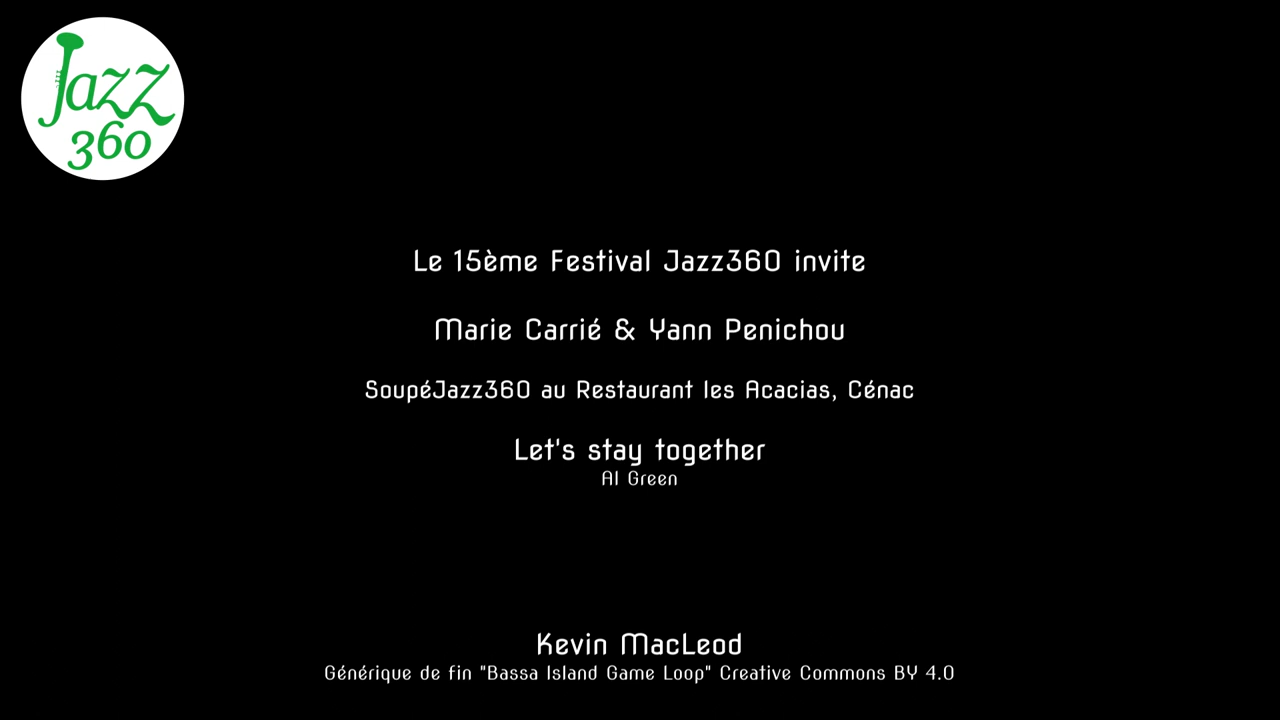 Jazz
360
Le 15ème Festival Jazz360 invite
Marie Carrié & Yann Penichou
SoupéJazz360 au Restaurant les Acacias, Cénac
Let's stay together
Al Green
Kevin MacLeod
Générique de fin "Bassa Island Game Loop" Creative Commons BY 4.0